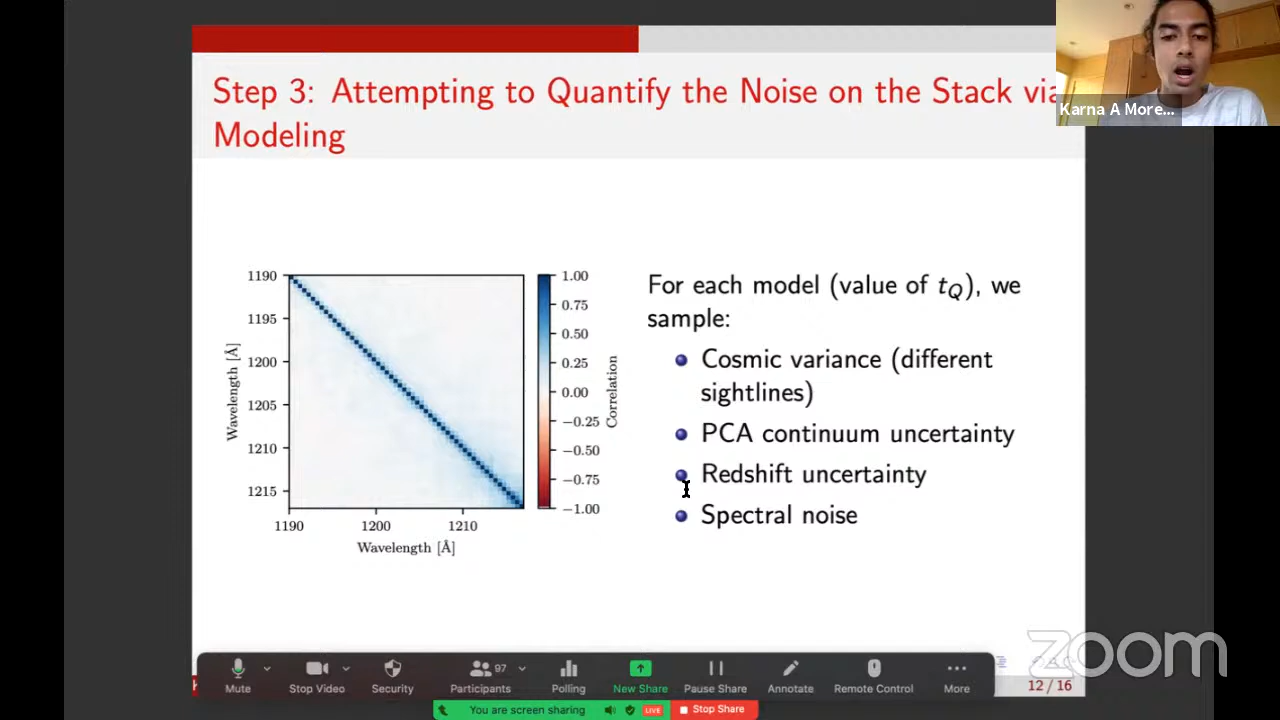 Step 3: Attempting to Quantify the Noise on the Stack via
Modeling
Karna A More...
For each model (value of tQ), we
sample:
Cosmic variance (different
sightlines)
PCA continuum uncertainty
Redshift uncertainty
Spectral noise
1190
1195
1200
1205
1210
1215
Wavelength [Å]
1190
1200
1210
Wavelength [Å]
1.00
0.75
0.50
0.25
0.00
−0.25
−0.50
−0.75
−1.00
Correlation
zoom
Mute
Stop Video
Security
97
Participants
Polling
New Share
Pause Share
Annotate
Remote Control
More
12 / 16
You are screen sharing
LIVE
Stop Share